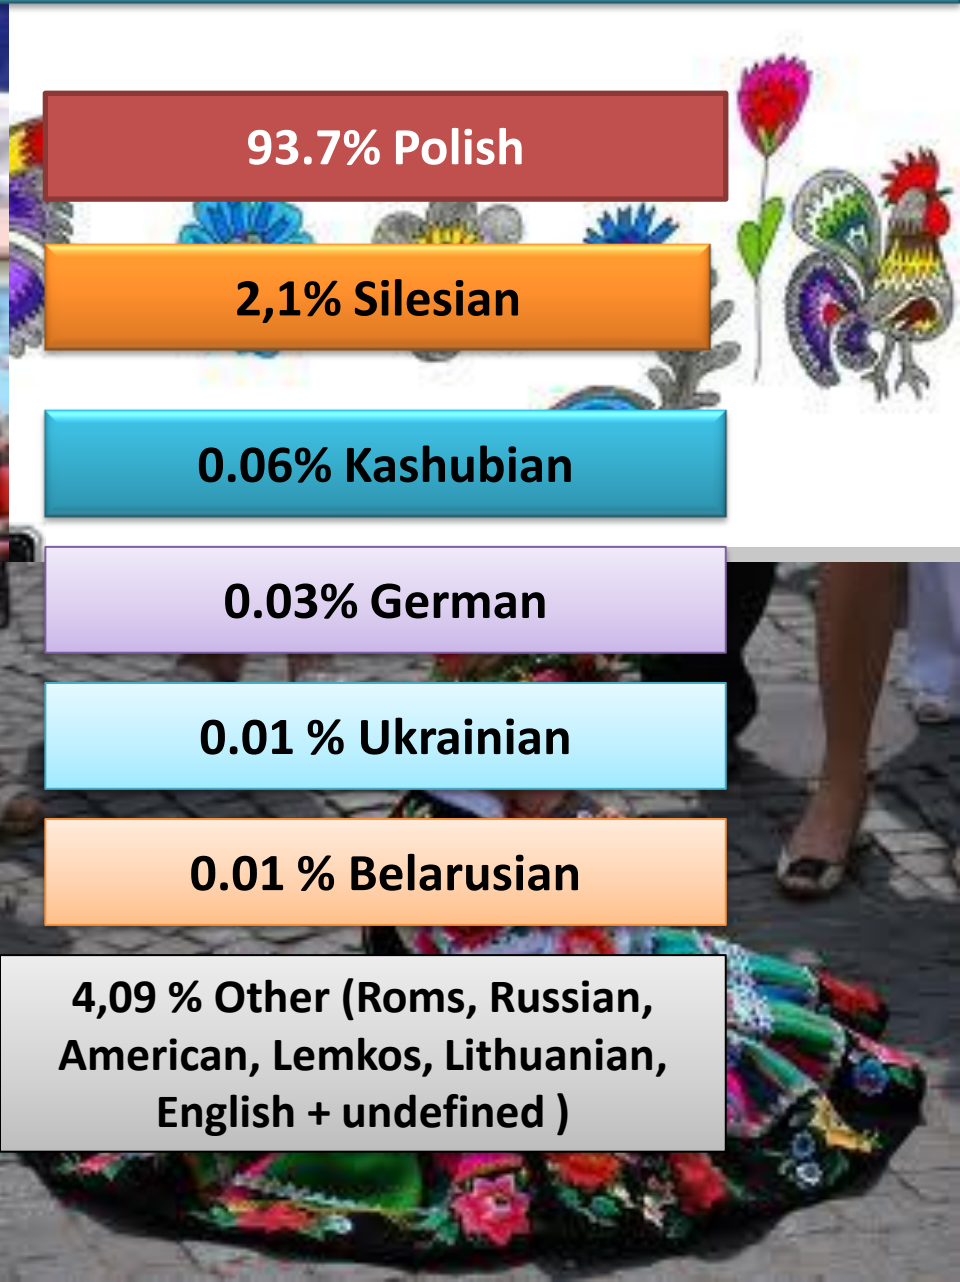 93.7% Polish
2,1% Silesian
0.06% Kashubian
0.03% German
0.01 % Ukrainian
0.01 % Belarusian
4,09 % Other (Roms, Russian,
American, Lemkos, Lithuanian,
English + undefined )